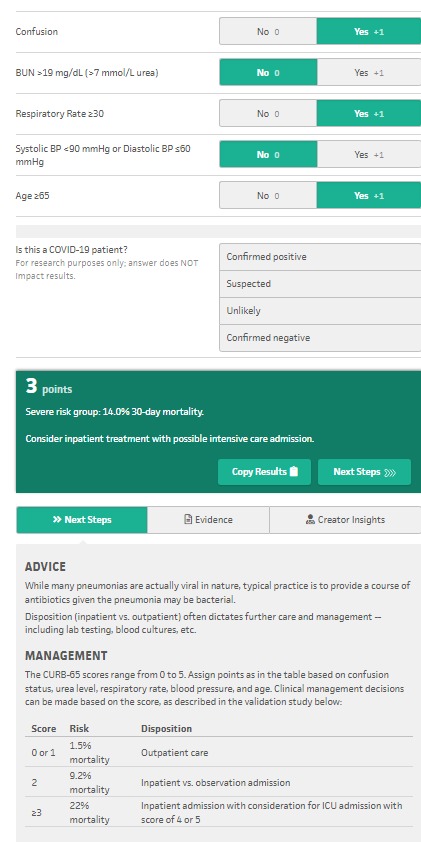 Confusion
No 0
Yes +1
BUN >19 mg/dL (>7 mmol/L urea)
No 0
Yes +1
Respiratory Rate ≥30
No 0
Yes +1
Systolic BP <90 mmHg or Diastolic BP ≤60
mmHg
No 0
Yes +1
Age ≥65
No 0
Yes +1
Is this a COVID-19 patient?
For research purposes only; answer does NOT
impact results.
Confirmed positive
Suspected
Unlikely
Confirmed negative
3 points
Severe risk group: 14.0% 30-day mortality.
Consider inpatient treatment with possible intensive care admission.
Copy Results
Next Steps
Next Steps
Evidence
Creator Insights
ADVICE
While many pneumonias are actually viral in nature, typical practice is to provide a course of
antibiotics given the pneumonia may be bacterial.
Disposition (inpatient vs. outpatient) often dictates further care and management --
including lab testing, blood cultures, etc.
MANAGEMENT
The CURB-65 scores range from 0 to 5. Assign points as in the table based on confusion
status, urea level, respiratory rate, blood pressure, and age. Clinical management decisions
can be made based on the score, as described in the validation study below:
Score Risk Disposition
0 or 1 1.5% mortality Outpatient care
2 9.2% mortality Inpatient vs. observation admission
≥3 22% mortality Inpatient admission with consideration for ICU admission with
score of 4 or 5